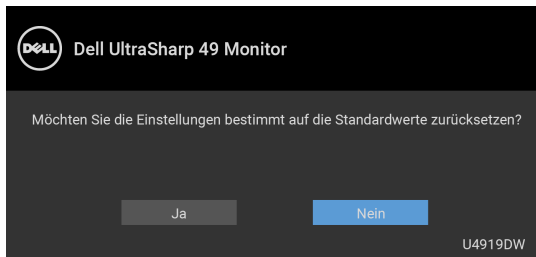 DELL Dell UltraSharp 49 Monitor
Möchten Sie die Einstellungen bestimmt auf die Standardwerte zurücksetzen?
Ja Nein
U4919DW